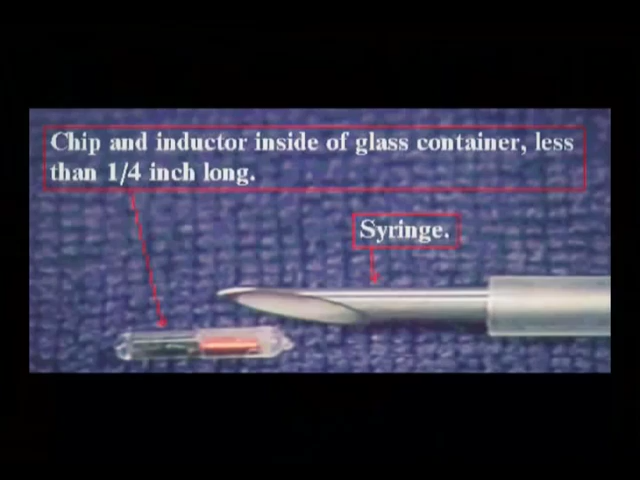 Chip and inductor inside of glass container, less
than 1/4 inch long.
Syringe.